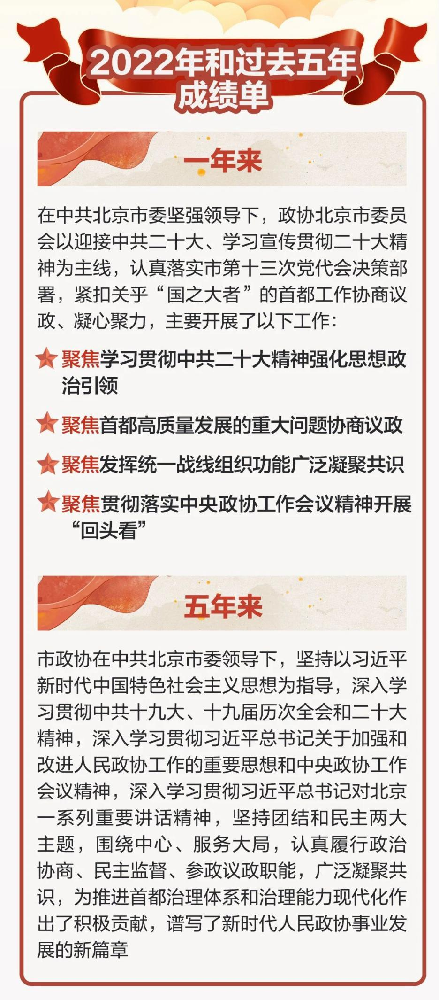 2022年和过去五年
成绩单
一年来
在中共北京市委坚强领导下，政协北京市委员
会以迎接中共二十大、学习宣传贯彻二十大精
神为主线，认真落实市第十三次党代会决策部
署，紧扣关乎“国之大者”的首都工作协商议
政、凝心聚力，主要开展了以下工作：
聚焦学习贯彻中共二十大精神强化思想政
治引领
聚焦首都高质量发展的重大问题协商议政
聚焦发挥统一战线组织功能广泛凝聚共识
聚焦贯彻落实中央政协工作会议精神开展
“回头看”
五年来
市政协在中共北京市委领导下，坚持以习近平
新时代中国特色社会主义思想为指导，深入学
习贯彻中共十九大、十九届历次全会和二十大
精神，深入学习贯彻习近平总书记关于加强和
改进人民政协工作的重要思想和中央政协工作
会议精神，深入学习贯彻习近平总书记对北京
一系列重要讲话精神，坚持团结和民主两大
主题，围绕中心、服务大局，认真履行政治
协商、民主监督、参政议政职能，广泛凝聚共
识，为推进首都治理体系和治理能力现代化作
出了积极贡献，谱写了新时代人民政协事业发
展的新篇章